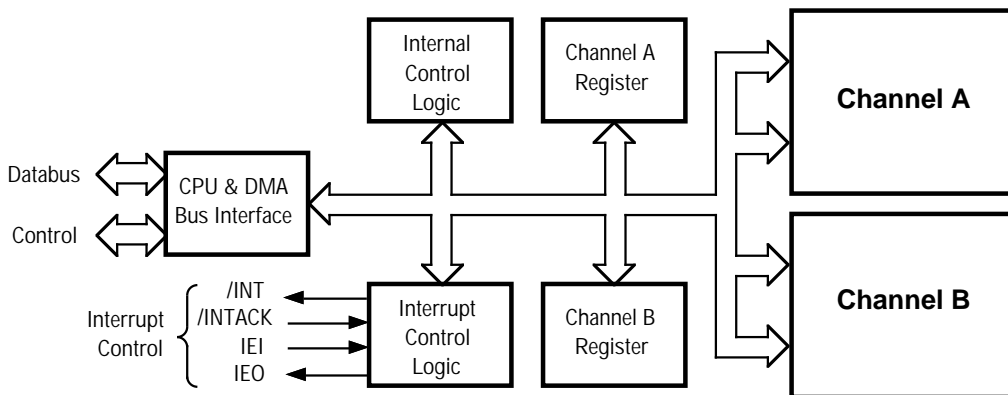 Internal
Control
Logic
Channel A
Register
Channel A
Databus
CPU & DMA
Bus Interface
Control
Channel B
/INT
/INTACK
IEI
IEO
Interrupt
Control
Interrupt
Control
Logic
Channel B
Register